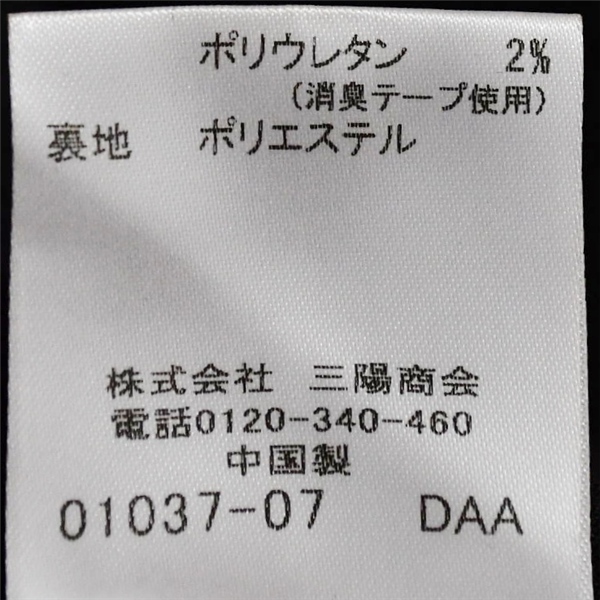 ポリウレタン 2%
(消臭テープ使用)
裏地 ポリエステル
株式会社 三陽商会
電話0120-340-460
中国製
01037-07 DAA